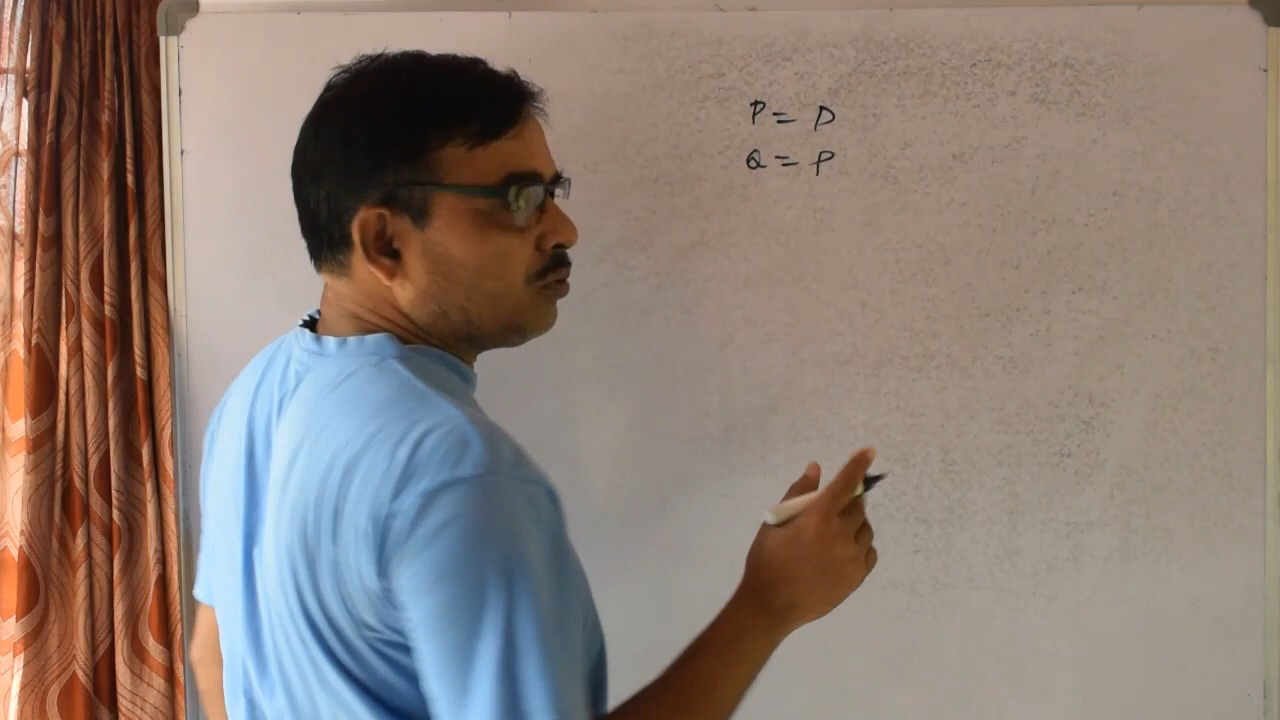 P = D
Q = P